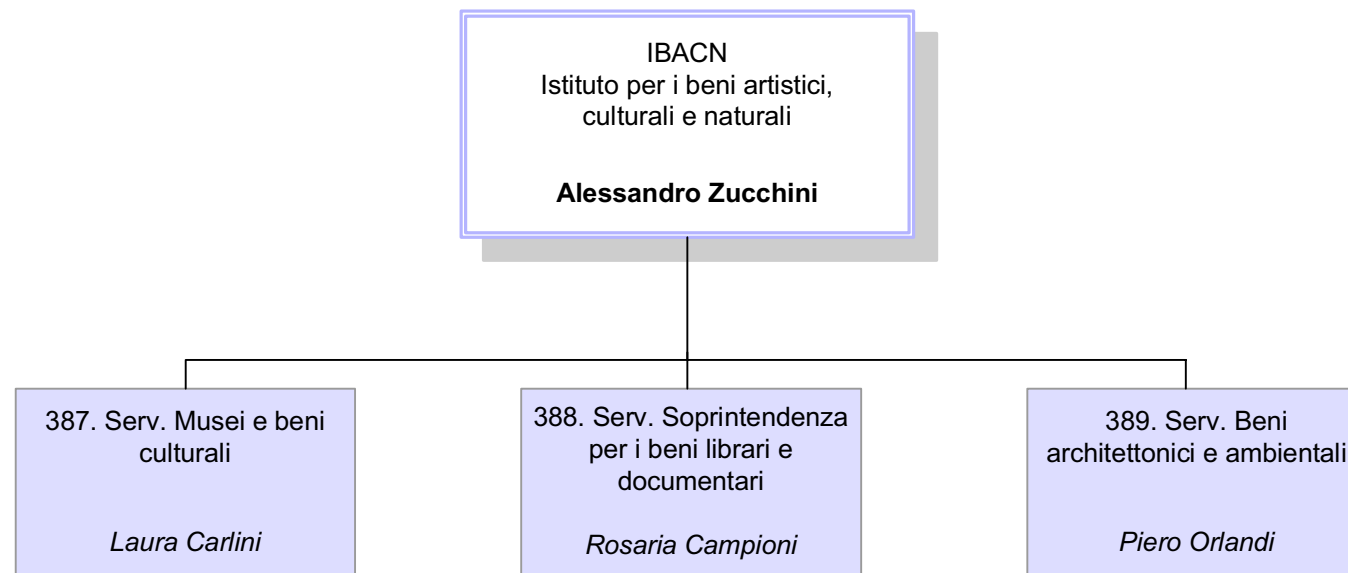 IBACN
Istituto per i beni artistici,
culturali e naturali
Alessandro Zucchini
387. Serv. Musei e beni
culturali
Laura Carlini
388. Serv. Soprintendenza
per i beni librari e
documentari
Rosaria Campioni
389. Serv. Beni
architettonici e ambientali
Piero Orlandi